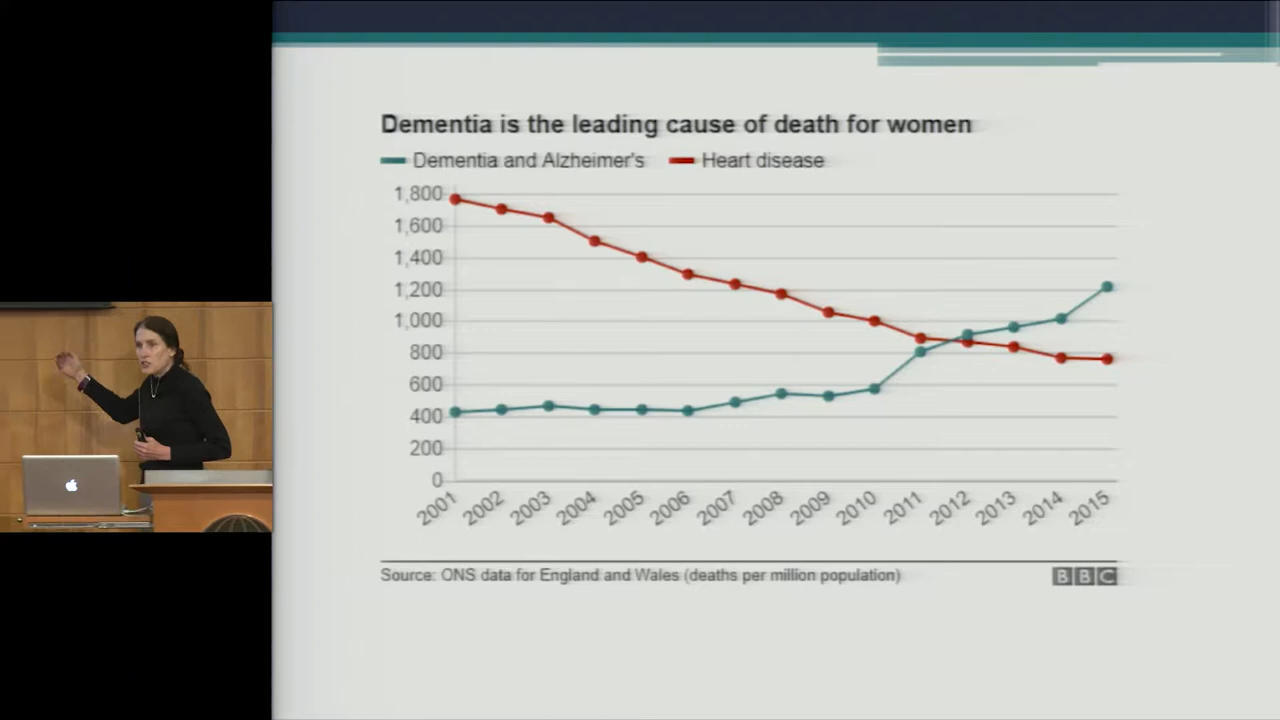 Dementia is the leading cause of death for women
Dementia and Alzheimer's Heart disease
1,800
1,600
1,400
1,200
1,000
800
600
400
200
0
2001 2002 2003 2004 2005 2006 2007 2008 2009 2010 2011 2012 2013 2014 2015
Source: ONS data for England and Wales (deaths per million population)
BBC